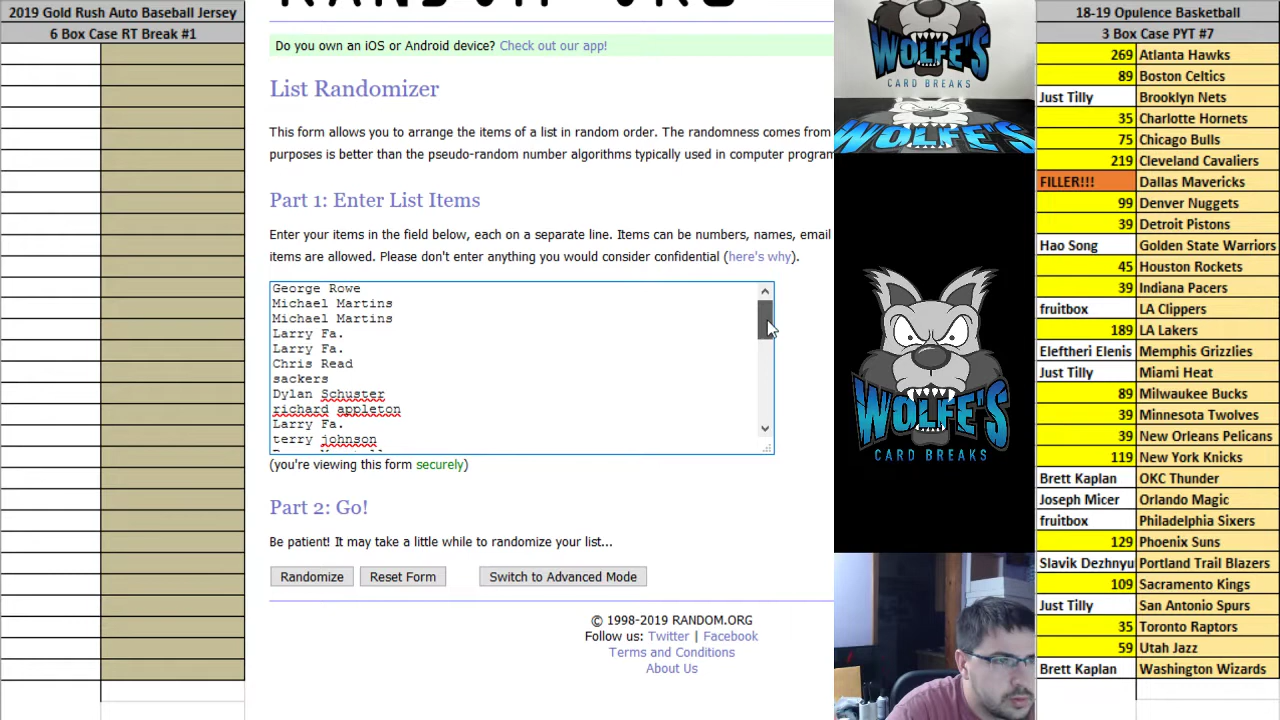 2019 Gold Rush Auto Baseball Jersey
6 Box Case RT Break #1
Do you own an iOS or Android device? Check out our app!
List Randomizer
This form allows you to arrange the items of a list in random order. The randomness comes from
purposes is better than the pseudo-random number algorithms typically used in computer program
Part 1: Enter List Items
Enter your items in the field below, each on a separate line. Items can be numbers, names, email
items are allowed. Please don't enter anything you would consider confidential (here's why).
George Rowe
Michael Martins
Michael Martins
Larry Fa.
Larry Fa.
Chris Read
sackers
Dylan Schuster
richard appleton
Larry Fa.
terry johnson
(you're viewing this form securely)
Part 2: Go!
Be patient! It may take a little while to randomize your list...
Randomize
Reset Form
Switch to Advanced Mode
© 1998-2019 RANDOM.ORG
Follow us: Twitter | Facebook
Terms and Conditions
About Us
WOLFE'S
CARD BREAKS
WOLFE'S
WOLFE'S
CARD BREAKS
18-19 Opulence Basketball
3 Box Case PYT #7
269 Atlanta Hawks
89 Boston Celtics
Just Tilly Brooklyn Nets
35 Charlotte Hornets
75 Chicago Bulls
219 Cleveland Cavaliers
FILLER!!! Dallas Mavericks
99 Denver Nuggets
39 Detroit Pistons
Hao Song Golden State Warriors
45 Houston Rockets
39 Indiana Pacers
fruitbox LA Clippers
189 LA Lakers
Eleftheri Elenis Memphis Grizzlies
Just Tilly Miami Heat
89 Milwaukee Bucks
39 Minnesota Twolves
39 New Orleans Pelicans
119 New York Knicks
Brett Kaplan OKC Thunder
Joseph Micer Orlando Magic
fruitbox Philadelphia Sixers
129 Phoenix Suns
Slavik Dezhnyu Portland Trail Blazers
109 Sacramento Kings
Just Tilly San Antonio Spurs
35 Toronto Raptors
59 Utah Jazz
Brett Kaplan Washington Wizards